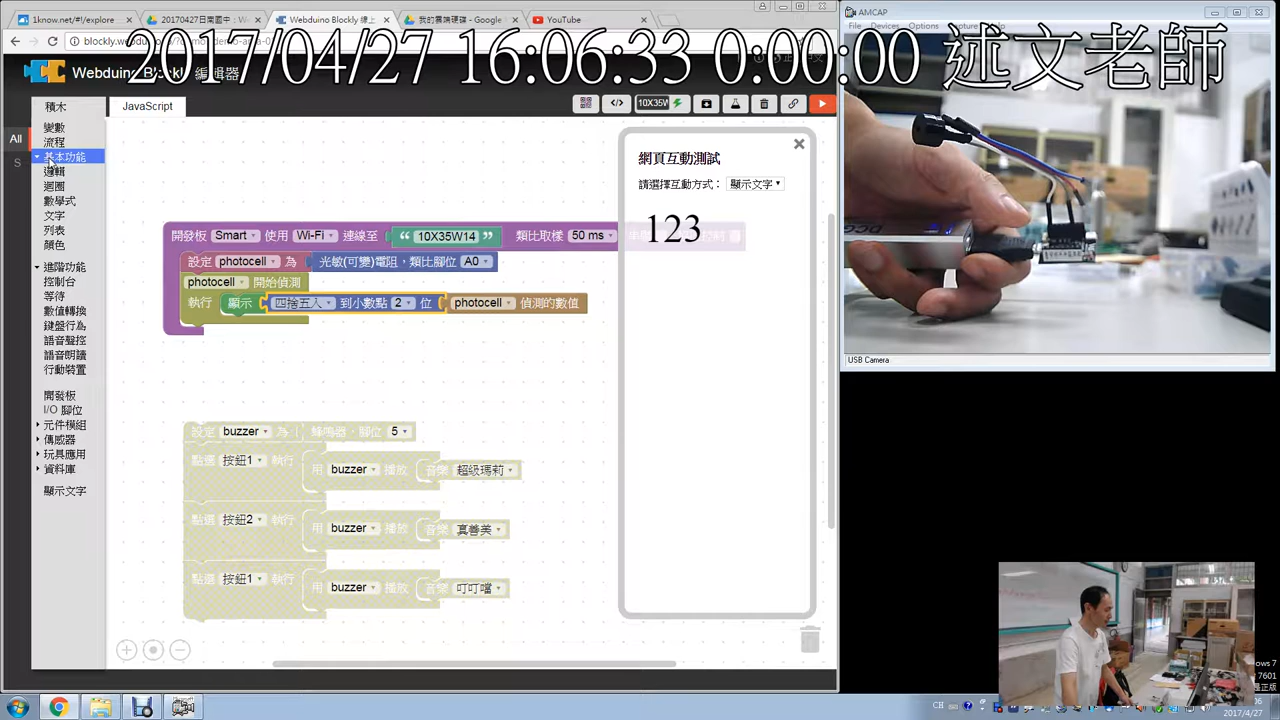 1know.net/#!/explore
20170427日東國中：W
Webduino Blockly 線上
我的雲端硬碟 - Google
YouTube
blockly.webdu
2017/04/27 16:06:33 0:00:00 述文老師
Webduino Blockly 編輯器
積木
JavaScript
10X35W
All
S
變數
流程
基本功能
邏輯
迴圈
數學式
文字
列表
顏色
進階功能
控制台
等待
數值轉換
鍵盤行為
語音聲控
語音朗讀
行動裝置
開發板
I/O 腳位
元件模組
傳感器
玩具應用
資料庫
顯示文字
開發板 Smart 使用 Wi-Fi 連線至 “ 10X35W14 ” 類比取樣 50 ms
設定 photocell 為 光敏(可變)電阻，類比腳位 A0
photocell 開始偵測
執行 顯示 四捨五入 到小數點 2 位 photocell 偵測的數值
設定 buzzer 為 蜂鳴器，腳位 5
點選 按鈕1 執行 用 buzzer 播放 音樂 超級瑪莉
點選 按鈕2 執行 用 buzzer 播放 音樂 真善美
點選 按鈕1 執行 用 buzzer 播放 音樂 叮叮噹
網頁互動測試
請選擇互動方式： 顯示文字
123
AMCAP
File Devices Options Capture Help
USB Camera
7601
CH
2017/4/27